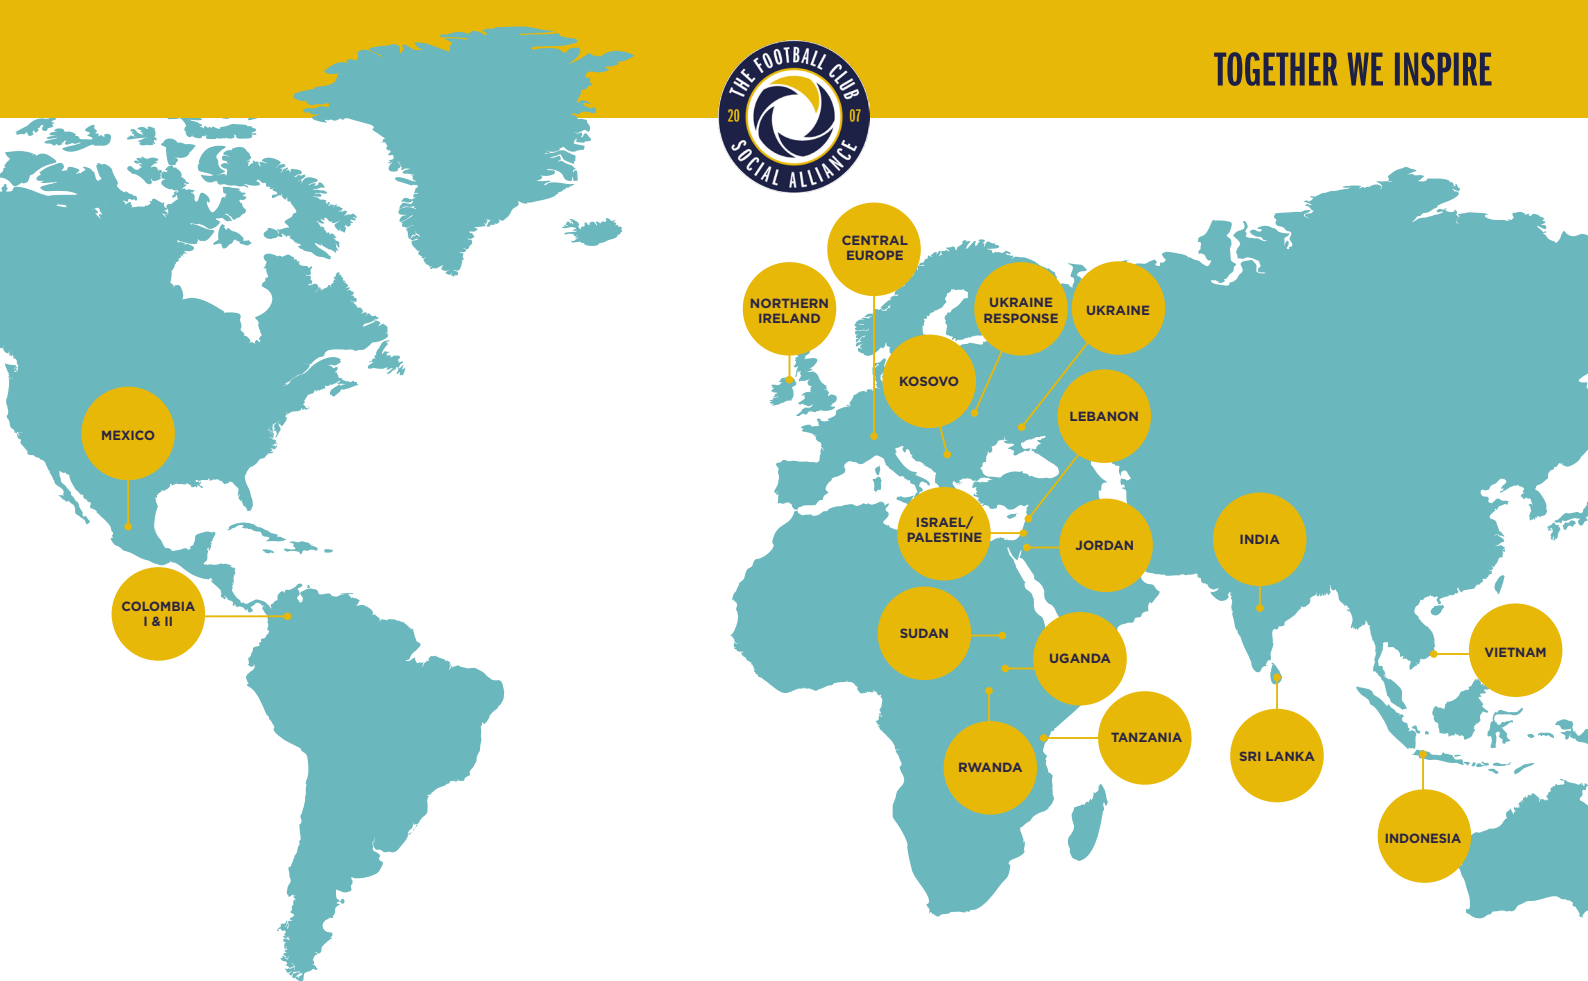 TOGETHER WE INSPIRE
THE FOOTBALL CLUB
20 07
SOCIAL ALLIANCE
CENTRAL
EUROPE
NORTHERN
IRELAND
UKRAINE
RESPONSE
UKRAINE
KOSOVO
LEBANON
MEXICO
ISRAEL/
PALESTINE
JORDAN
INDIA
COLOMBIA
I & II
SUDAN
UGANDA
VIETNAM
TANZANIA
RWANDA
SRI LANKA
INDONESIA